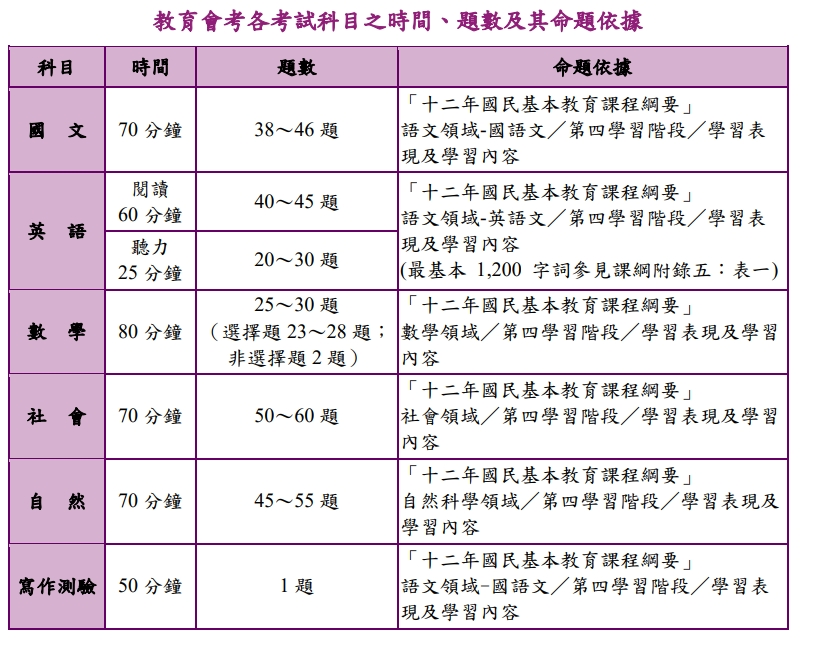 教育會考各考試科目之時間、題數及其命題依據
科目 時間 題數 命題依據
國 文 70 分鐘 38～46 題
「十二年國民基本教育課程綱要」
語文領域-國語文／第四學習階段／學習表
現及學習內容
英 語
閱讀
60 分鐘
40～45 題
聽力
25 分鐘
20～30 題
「十二年國民基本教育課程綱要」
語文領域-英語文／第四學習階段／學習表
現及學習內容
(最基本 1,200 字詞參見課綱附錄五：表一)
數 學 80 分鐘
25～30 題
（選擇題 23～28 題；
非選擇題 2 題）
「十二年國民基本教育課程綱要」
數學領域／第四學習階段／學習表現及學習
內容
社 會 70 分鐘 50～60 題
「十二年國民基本教育課程綱要」
社會領域／第四學習階段／學習表現及學習
內容
自 然 70 分鐘 45～55 題
「十二年國民基本教育課程綱要」
自然科學領域／第四學習階段／學習表現及
學習內容
寫作測驗 50 分鐘 1 題
「十二年國民基本教育課程綱要」
語文領域-國語文／第四學習階段／學習表
現及學習內容